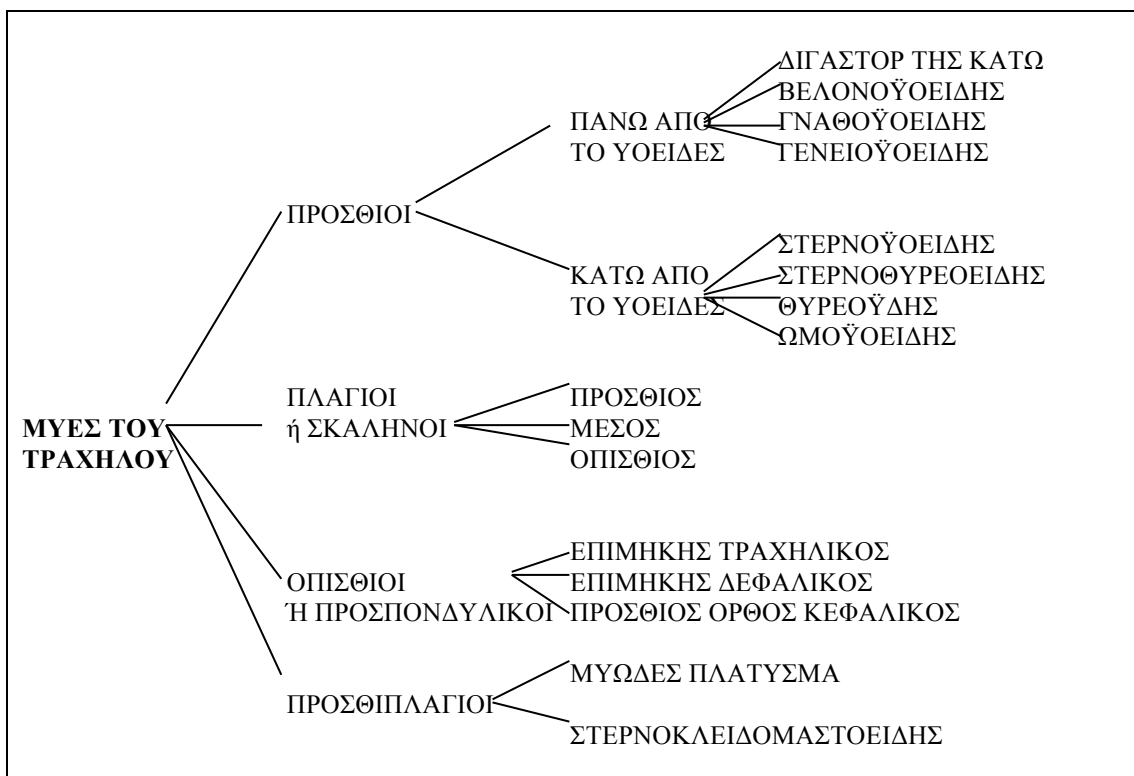 ΔΙΓΑΣΤΟΡ ΤΗΣ ΚΑΤΩ
ΒΕΛΟΝΟΫΟΕΙΔΗΣ
ΠΑΝΩ ΑΠΟ
ΤΟ ΥΟΕΙΔΕΣ
ΓΝΑΘΟΫΟΕΙΔΗΣ
ΓΕΝΕΙΟΫΟΕΙΔΗΣ
ΠΡΟΣΘΙΟΙ
ΣΤΕΡΝΟΫΟΕΙΔΗΣ
ΚΑΤΩ ΑΠΟ
ΤΟ ΥΟΕΙΔΕΣ
ΣΤΕΡΝΟΘΥΡΕΟΕΙΔΗΣ
ΘΥΡΕΟΫΔΗΣ
ΩΜΟΫΟΕΙΔΗΣ
ΠΛΑΓΙΟΙ
ή ΣΚΑΛΗΝΟΙ
ΠΡΟΣΘΙΟΣ
ΜΕΣΟΣ
ΟΠΙΣΘΙΟΣ
ΜΥΕΣ ΤΟΥ
ΤΡΑΧΗΛΟΥ
ΕΠΙΜΗΚΗΣ ΤΡΑΧΗΛΙΚΟΣ
ΕΠΙΜΗΚΗΣ ΔΕΦΑΛΙΚΟΣ
ΟΠΙΣΘΙΟΙ
Ή ΠΡΟΣΠΟΝΔΥΛΙΚΟΙ
ΠΡΟΣΘΙΟΣ ΟΡΘΟΣ ΚΕΦΑΛΙΚΟΣ
ΜΥΩΔΕΣ ΠΛΑΤΥΣΜΑ
ΠΡΟΣΘΙΠΛΑΓΙΟΙ
ΣΤΕΡΝΟΚΛΕΙΔΟΜΑΣΤΟΕΙΔΗΣ